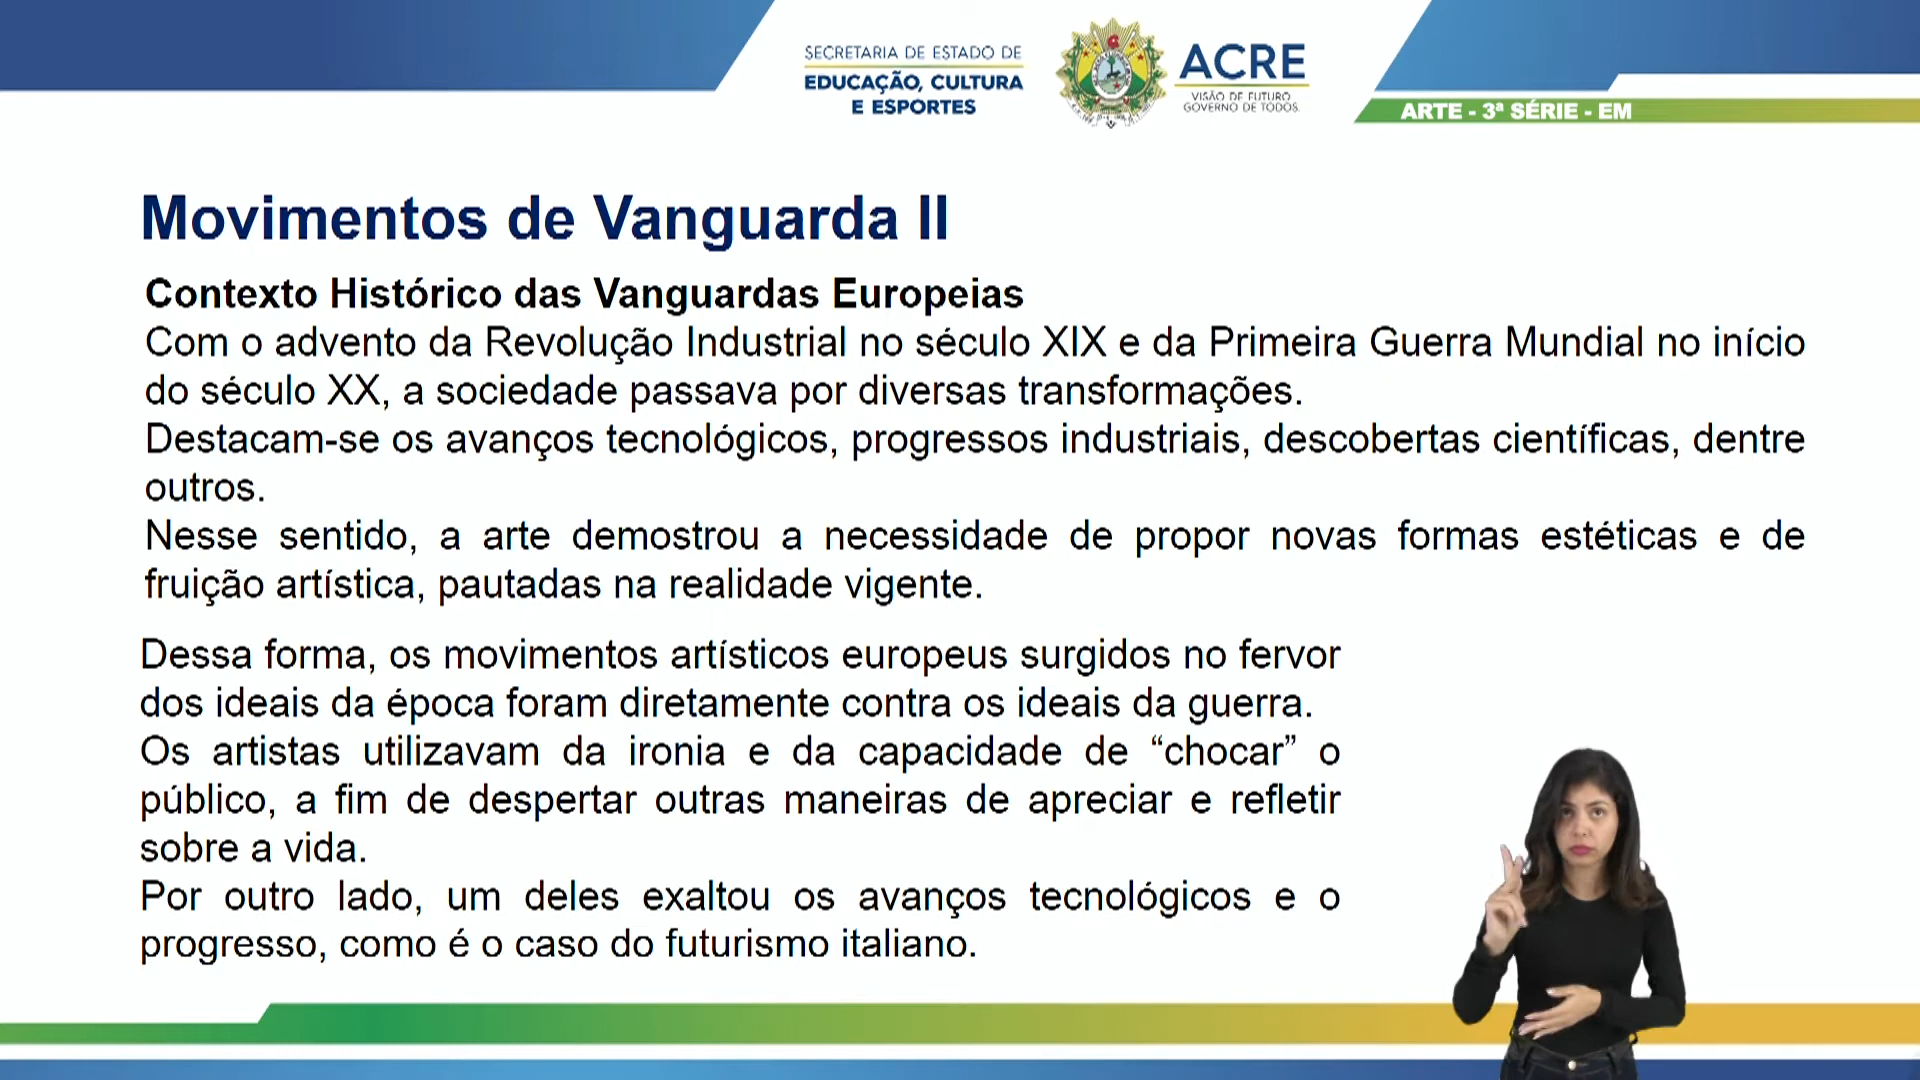 SECRETARIA DE ESTADO DE
EDUCAÇÃO, CULTURA
E ESPORTES
ACRE
VISÃO DE FUTURO
GOVERNO DE TODOS.
ARTE - 3ª SÉRIE - EM
Movimentos de Vanguarda II
Contexto Histórico das Vanguardas Europeias
Com o advento da Revolução Industrial no século XIX e da Primeira Guerra Mundial no início
do século XX, a sociedade passava por diversas transformações.
Destacam-se os avanços tecnológicos, progressos industriais, descobertas científicas, dentre
outros.
Nesse sentido, a arte demostrou a necessidade de propor novas formas estéticas e de
fruição artística, pautadas na realidade vigente.
Dessa forma, os movimentos artísticos europeus surgidos no fervor
dos ideais da época foram diretamente contra os ideais da guerra.
Os artistas utilizavam da ironia e da capacidade de “chocar” o
público, a fim de despertar outras maneiras de apreciar e refletir
sobre a vida.
Por outro lado, um deles exaltou os avanços tecnológicos e o
progresso, como é o caso do futurismo italiano.